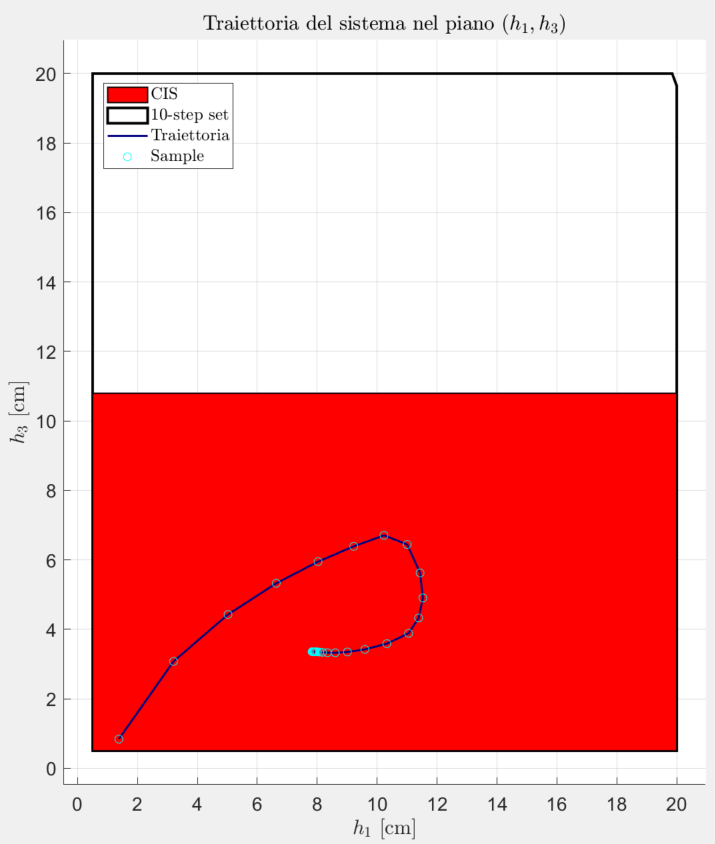 Traiettoria del sistema nel piano (h₁, h₃)
CIS
10-step set
Traiettoria
Sample
20
18
16
14
12
10
8
6
4
2
0
h₃ [cm]
0 2 4 6 8 10 12 14 16 18 20
h₁ [cm]